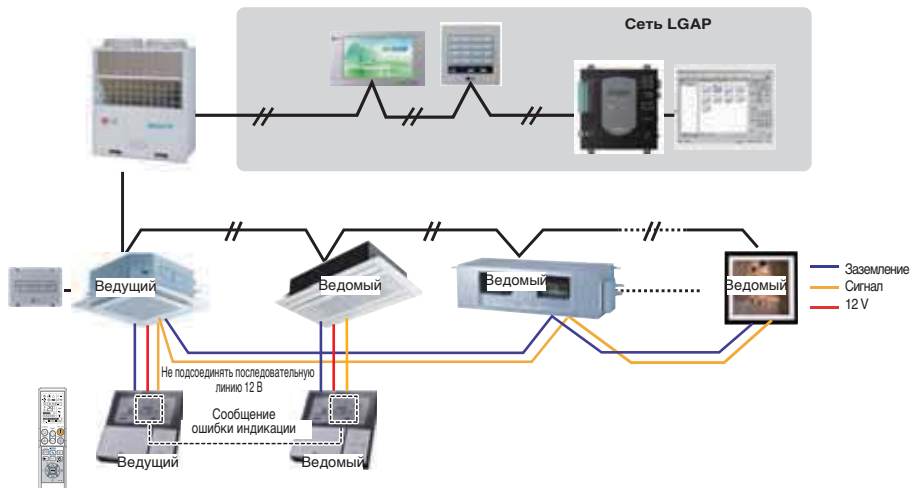 Сеть LGAP
Ведущий
Ведомый
Ведомый
Ведомый
Заземление
Сигнал
12 V
Не подсоединять последовательную
линию 12 В
Сообщение
ошибки индикации
Ведущий
Ведомый